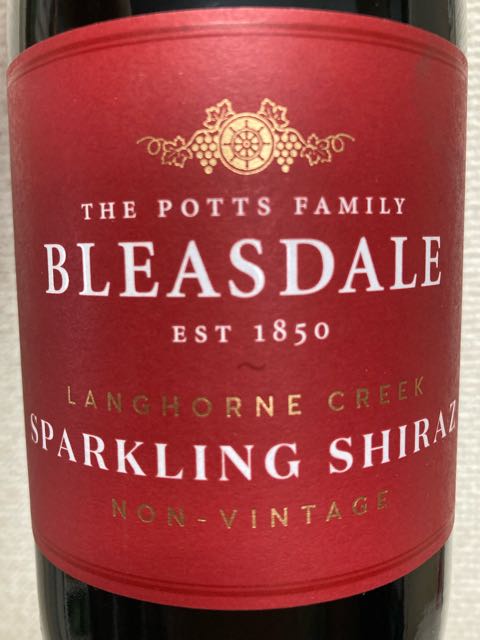 THE POTTS FAMILY
BLEASDALE
EST 1850
LANGHORNE CREEK
SPARKLING SHIRAZ
NON-VINTAGE